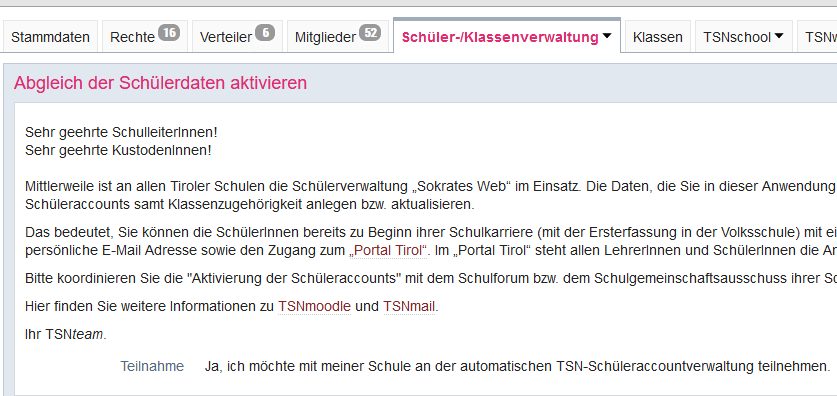 Stammdaten Rechte 16 Verteiler 6 Mitglieder 52 Schüler-/Klassenverwaltung Klassen TSNschool
Abgleich der Schülerdaten aktivieren
Sehr geehrte SchulleiterInnen!
Sehr geehrte KustodenInnen!
Mittlerweile ist an allen Tiroler Schulen die Schülerverwaltung „Sokrates Web“ im Einsatz. Die Daten, die Sie in dieser Anwendung
Schüleraccounts samt Klassenzugehörigkeit anlegen bzw. aktualisieren.
Das bedeutet, Sie können die SchülerInnen bereits zu Beginn ihrer Schulkarriere (mit der Ersterfassung in der Volksschule) mit
persönliche E-Mail Adresse sowie den Zugang zum „Portal Tirol“. Im „Portal Tirol“ steht allen LehrerInnen und SchülerInnen die
Bitte koordinieren Sie die "Aktivierung der Schüleraccounts" mit dem Schulforum bzw. dem Schulgemeinschaftsausschuss ihrer
Hier finden Sie weitere Informationen zu TSNmoodle und TSNmail.
Ihr TSNteam.
Teilnahme Ja, ich möchte mit meiner Schule an der automatischen TSN-Schüleraccountverwaltung teilnehmen.